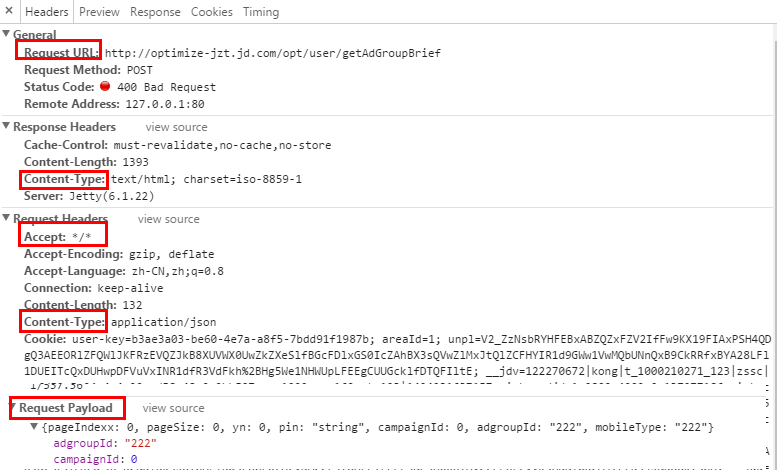 × Headers Preview Response Cookies Timing
▼ General
Request URL: http://optimize-jzt.jd.com/opt/user/getAdGroupBrief
Request Method: POST
Status Code: 400 Bad Request
Remote Address: 127.0.0.1:80
▼ Response Headers view source
Cache-Control: must-revalidate,no-cache,no-store
Content-Length: 1393
Content-Type: text/html; charset=iso-8859-1
Server: Jetty(6.1.22)
▼ Request Headers view source
Accept: */*
Accept-Encoding: gzip, deflate
Accept-Language: zh-CN,zh;q=0.8
Connection: keep-alive
Content-Length: 132
Content-Type: application/json
Cookie: user-key=b3ae3a03-be60-4e7a-a8f5-7bdd91f1987b; areaId=1; unpl=V2_ZzNsbRYHFEBxABZQZxFZV2IfFw9KX19FIAxPSH4QD
gQ3AEEORlZFQWlJKFRzEVQZJkB8XUVWX0UwZkZXeSlfBGcFDlxGS0IcZAhBX3sQVwZlMxJtQlZCFHYIR1d9GWw1VwMQbUNnQxB9CkRRfxBYA28LFl
1DUEITcQxDUHwpDFVuVxINR1dfR3VdFkh%2BHg5We1NHWUpLFEEgCUUGcklfDTQFIltE; __jdv=122270672|kong|t_1000210271_123|zssc|
▼ Request Payload view source
▼ {pageIndexx: 0, pageSize: 0, yn: 0, pin: "string", campaignId: 0, adgroupId: "222", mobileType: "222"}
adgroupId: "222"
campaignId: 0